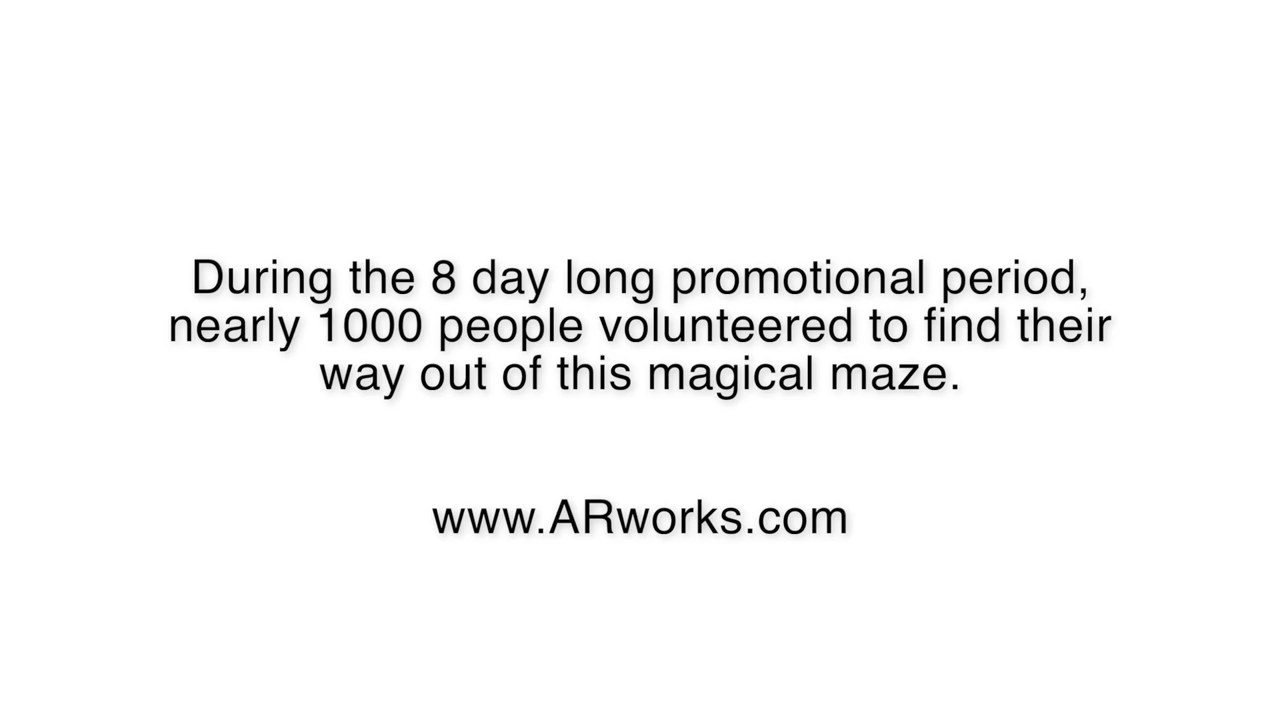 During the 8 day long promotional period,
nearly 1000 people volunteered to find their
way out of this magical maze.
www.ARworks.com